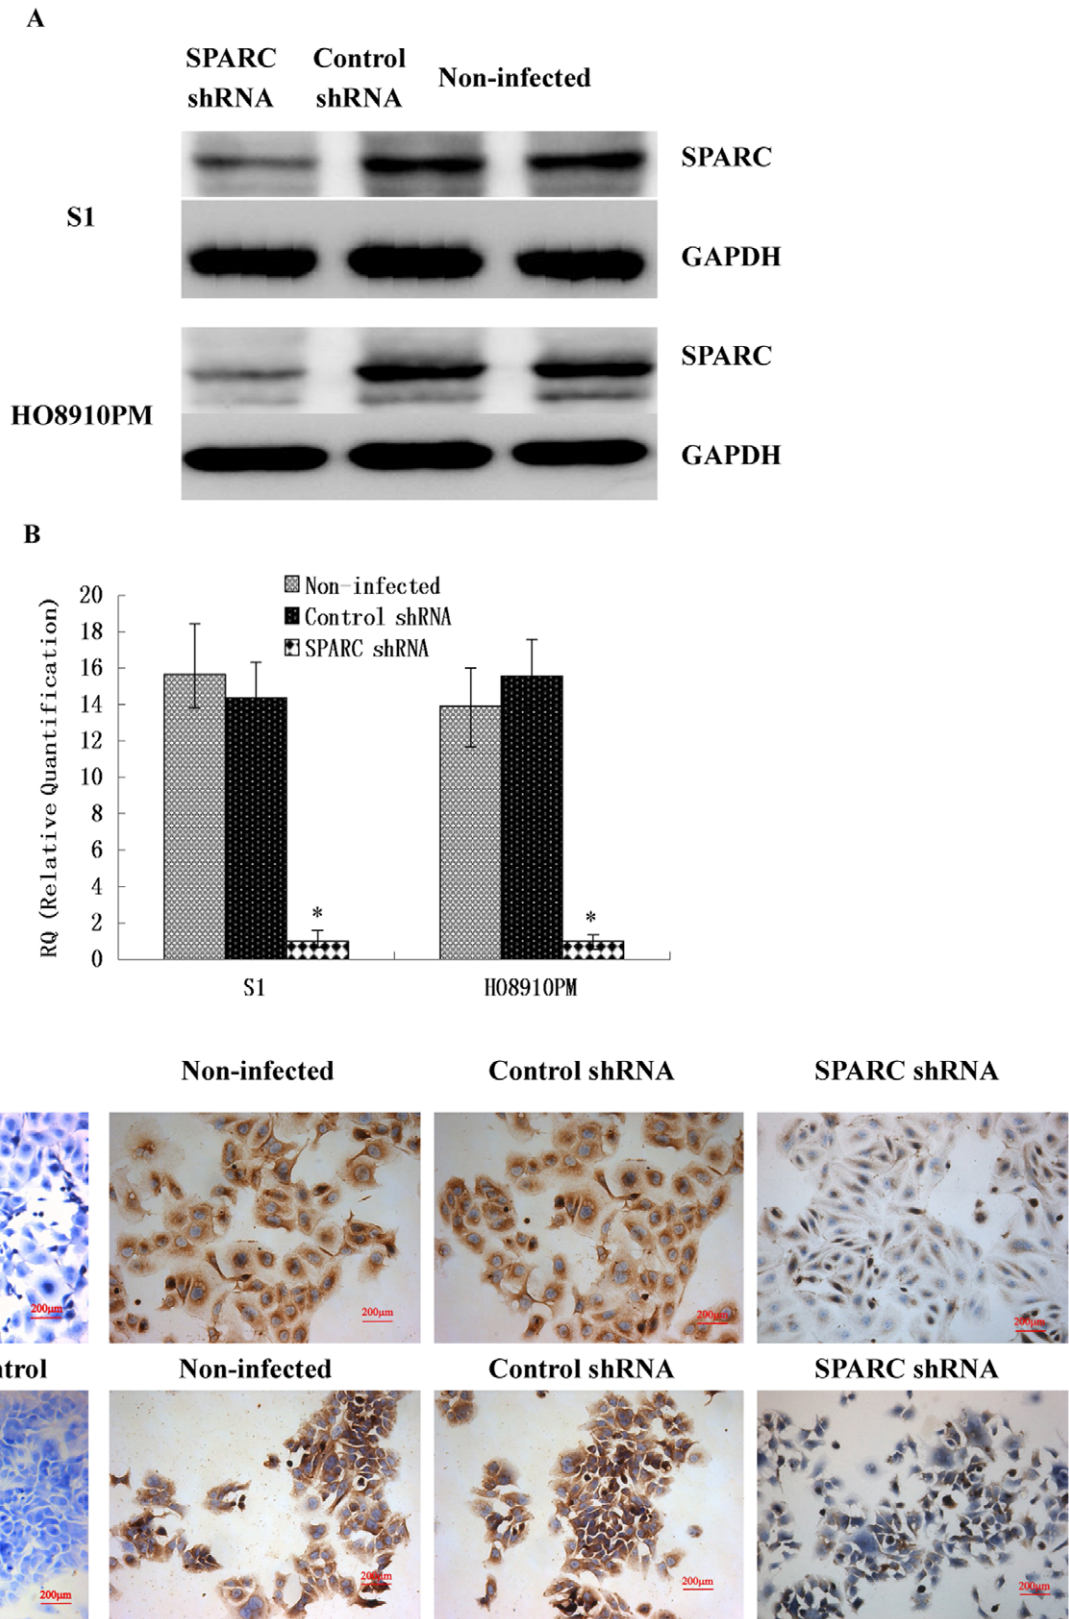 A
SPARC shRNA
Control shRNA
Non-infected
S1
SPARC
GAPDH
HO8910PM
SPARC
GAPDH
B
RQ (Relative Quantification)
20
18
16
14
12
10
8
6
4
2
0
Non-infected
Control shRNA
SPARC shRNA
*
*
S1
HO8910PM
Non-infected
Control shRNA
SPARC shRNA
200μm
200μm
200μm
200μm
ntrol
Non-infected
Control shRNA
SPARC shRNA
200μm
200μm
200μm
200μm